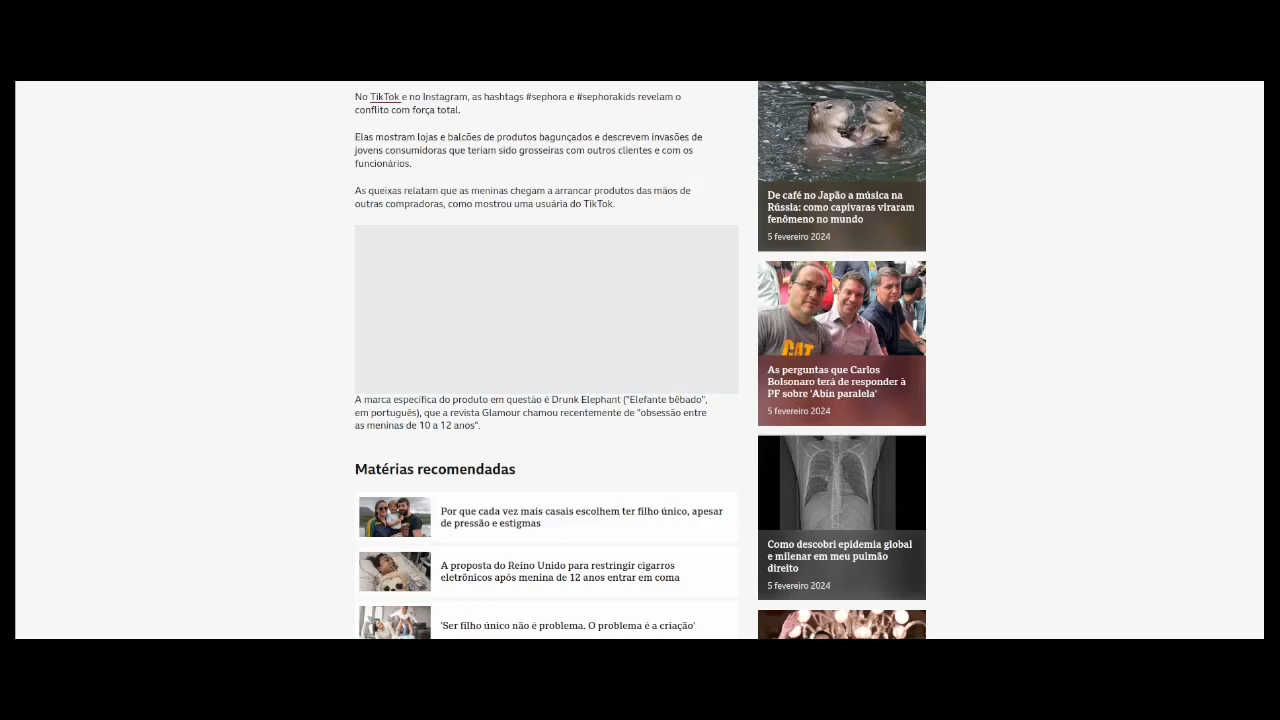 No TikTok e no Instagram, as hashtags #sephora e #sephorakids revelam o
conflito com força total.
Elas mostram lojas e balcões de produtos bagunçados e descrevem invasões de
jovens consumidoras que teriam sido grosseiras com outros clientes e com os
funcionários.
As queixas relatam que as meninas chegam a arrancar produtos das mãos de
outras compradoras, como mostrou uma usuária do TikTok.
A marca específica do produto em questão é Drunk Elephant ("Elefante bêbado",
em português), que a revista Glamour chamou recentemente de "obsessão entre
as meninas de 10 a 12 anos".
Matérias recomendadas
Por que cada vez mais casais escolhem ter filho único, apesar
de pressão e estigmas
A proposta do Reino Unido para restringir cigarros
eletrônicos após menina de 12 anos entrar em coma
'Ser filho único não é problema. O problema é a criação'
De café no Japão a música na
Rússia: como capivaras viraram
fenômeno no mundo
5 fevereiro 2024
CAT
As perguntas que Carlos
Bolsonaro terá de responder à
PF sobre 'Abin paralela'
5 fevereiro 2024
Como descobri epidemia global
e milenar em meu pulmão
direito
5 fevereiro 2024